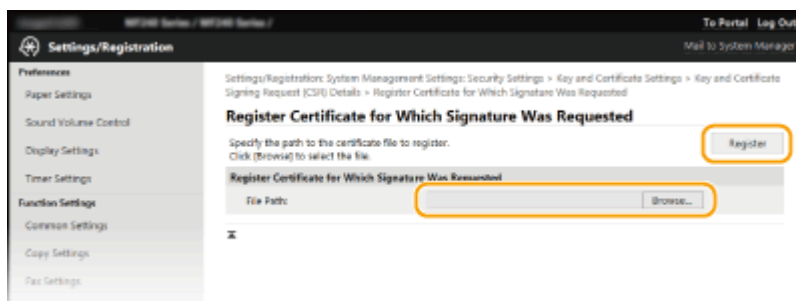 MF240 Series / MF240 Series /
To Portal Log Out
Settings/Registration
Mail to System Manager
Preferences
Paper Settings
Sound Volume Control
Display Settings
Timer Settings
Function Settings
Common Settings
Copy Settings
Fax Settings
Settings/Registration: System Management Settings: Security Settings > Key and Certificate Settings > Key and Certificate
Signing Request (CSR) Details > Register Certificate for Which Signature Was Requested
Register Certificate for Which Signature Was Requested
Specify the path to the certificate file to register.
Click [Browse] to select the file.
Register
Register Certificate for Which Signature Was Requested
File Path:
Browse...